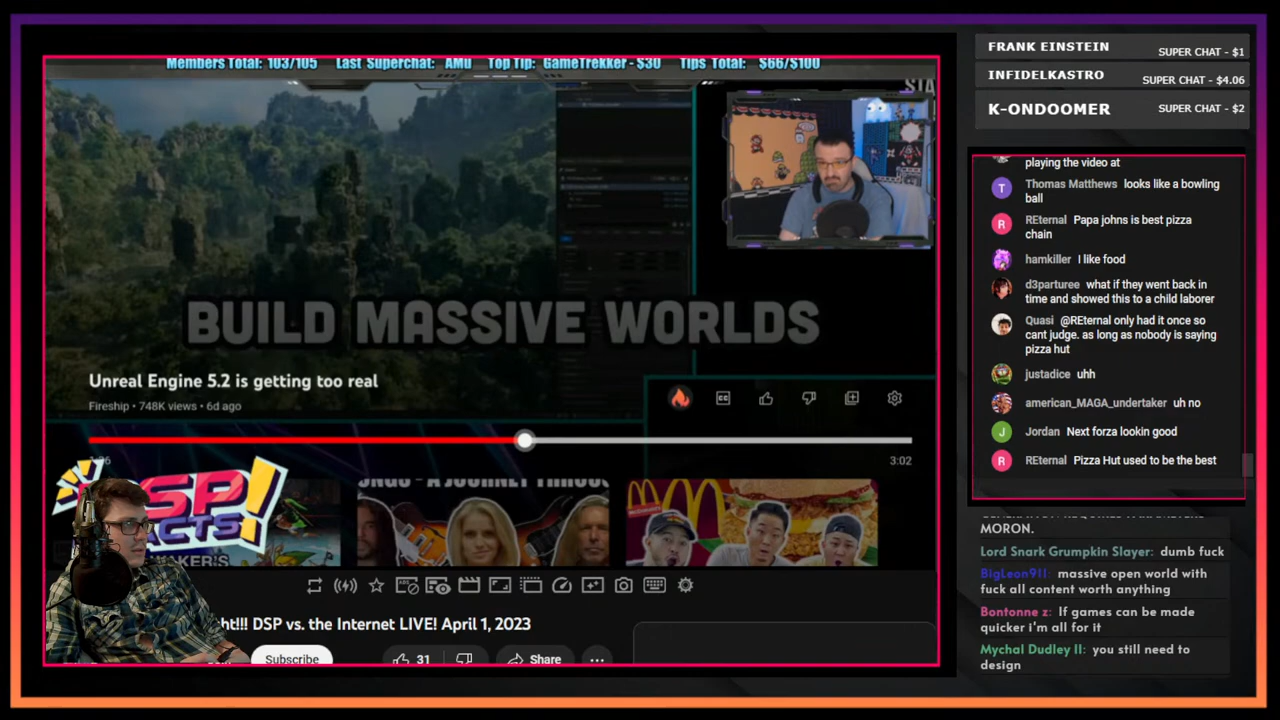 Members Total: 103/105 Last Superchat: AMU Top Tip: GameTrekker - $30 Tips Total: $66/$100
STA
BUILD MASSIVE WORLDS
Unreal Engine 5.2 is getting too real
Fireship • 748K views • 6d ago
CC
3:02
DSP
ACTS!
McDonald's
ht!!! DSP vs. the Internet LIVE! April 1, 2023
Subscribe
31
Share
FRANK EINSTEIN SUPER CHAT - $1
INFIDELKASTRO SUPER CHAT - $4.06
K-ONDOOMER SUPER CHAT - $2
playing the video at
T Thomas Matthews looks like a bowling
ball
R REternal Papa johns is best pizza
chain
hamkiller I like food
d3parturee what if they went back in
time and showed this to a child laborer
Quasi @REternal only had it once so
cant judge. as long as nobody is saying
pizza hut
justadice uhh
american_MAGA_undertaker uh no
J Jordan Next forza lookin good
R REternal Pizza Hut used to be the best
MORON.
Lord Snark Grumpkin Slayer: dumb fuck
BigLeon911: massive open world with
fuck all content worth anything
Bontonne z: If games can be made
quicker i'm all for it
Mychal Dudley II: you still need to
design